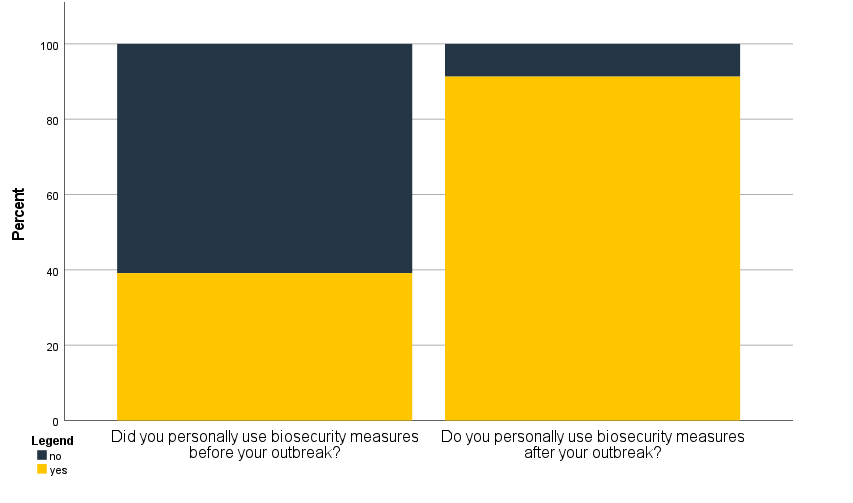 100
80
60
40
20
0
Percent
Did you personally use biosecurity measures
before your outbreak?
Do you personally use biosecurity measures
after your outbreak?
Legend
no
yes